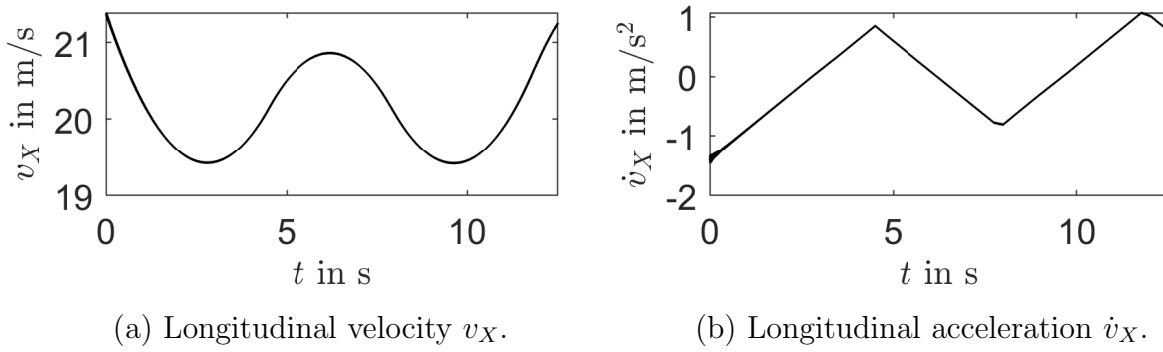 v_X in m/s
21
20
19
0
5
10
t in s
(a) Longitudinal velocity v_X.
v̇_X in m/s²
1
0
-1
-2
0
5
10
t in s
(b) Longitudinal acceleration v̇_X.